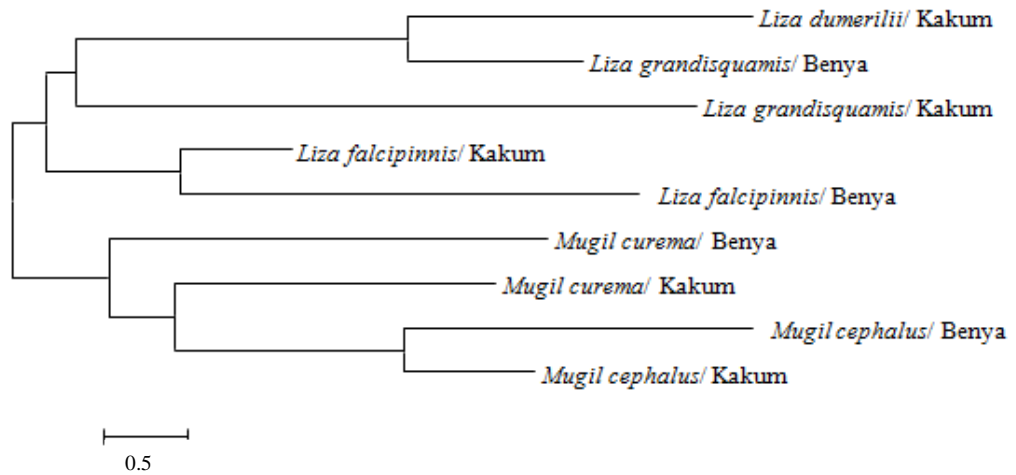 Liza dumerilii/ Kakum
Liza grandisquamis/ Benya
Liza grandisquamis/ Kakum
Liza falcipinnis/ Kakum
Liza falcipinnis/ Benya
Mugil curema/ Benya
Mugil curema/ Kakum
Mugil cephalus/ Benya
Mugil cephalus/ Kakum
0.5